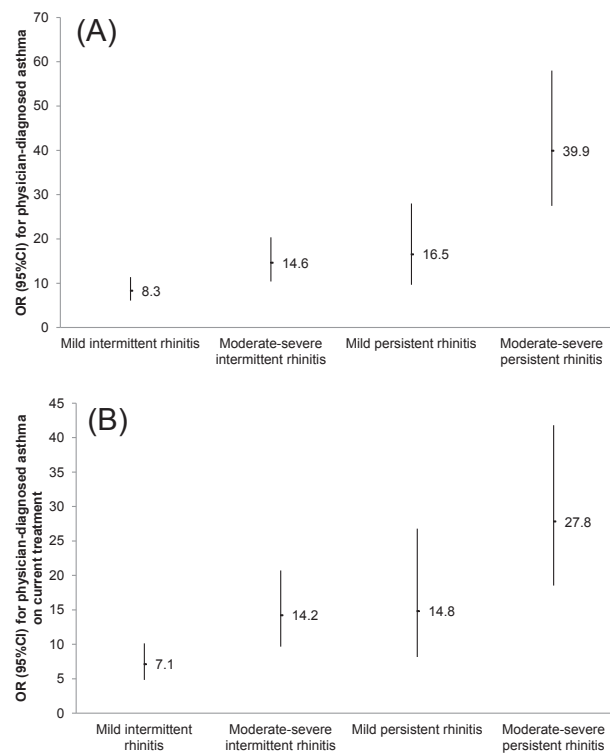 (A)
OR (95%CI) for physician-diagnosed asthma
70
60
50
40
30
20
10
0
8.3
14.6
16.5
39.9
Mild intermittent rhinitis
Moderate-severe
intermittent rhinitis
Mild persistent rhinitis
Moderate-severe
persistent rhinitis
(B)
OR (95%CI) for physician-diagnosed asthma
on current treatment
45
40
35
30
25
20
15
10
5
0
7.1
14.2
14.8
27.8
Mild intermittent
rhinitis
Moderate-severe
intermittent rhinitis
Mild persistent rhinitis
Moderate-severe
persistent rhinitis